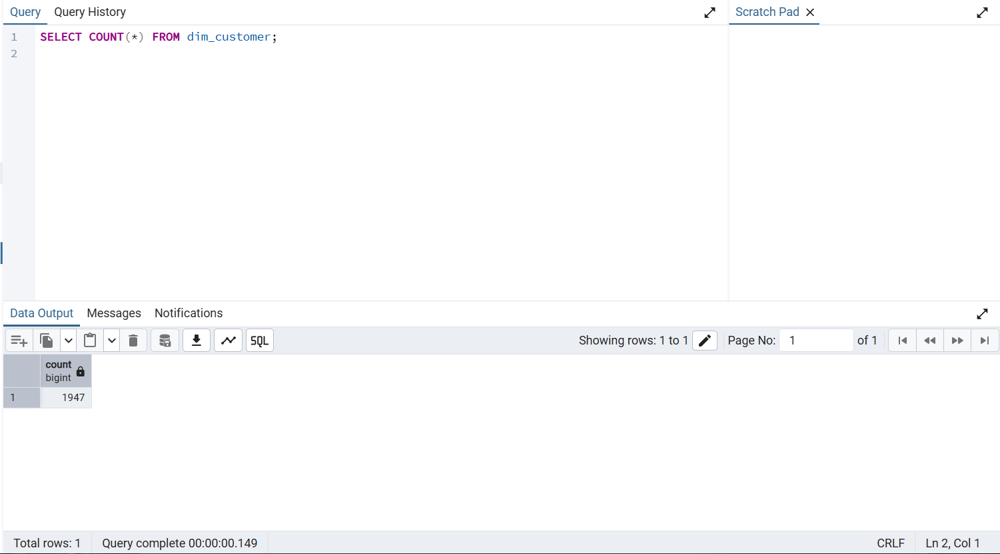 Query Query History
Scratch Pad
1 SELECT COUNT(*) FROM dim_customer;
2
Data Output Messages Notifications
SQL Showing rows: 1 to 1 Page No: 1 of 1
count
bigint
1 1947
Total rows: 1 Query complete 00:00:00.149 CRLF Ln 2, Col 1